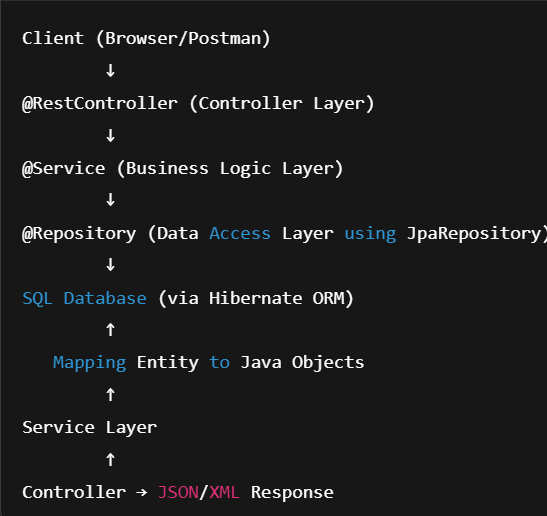 Client (Browser/Postman)
↓
@RestController (Controller Layer)
↓
@Service (Business Logic Layer)
↓
@Repository (Data Access Layer using JpaRepository)
↓
SQL Database (via Hibernate ORM)
↑
Mapping Entity to Java Objects
↑
Service Layer
↑
Controller → JSON/XML Response